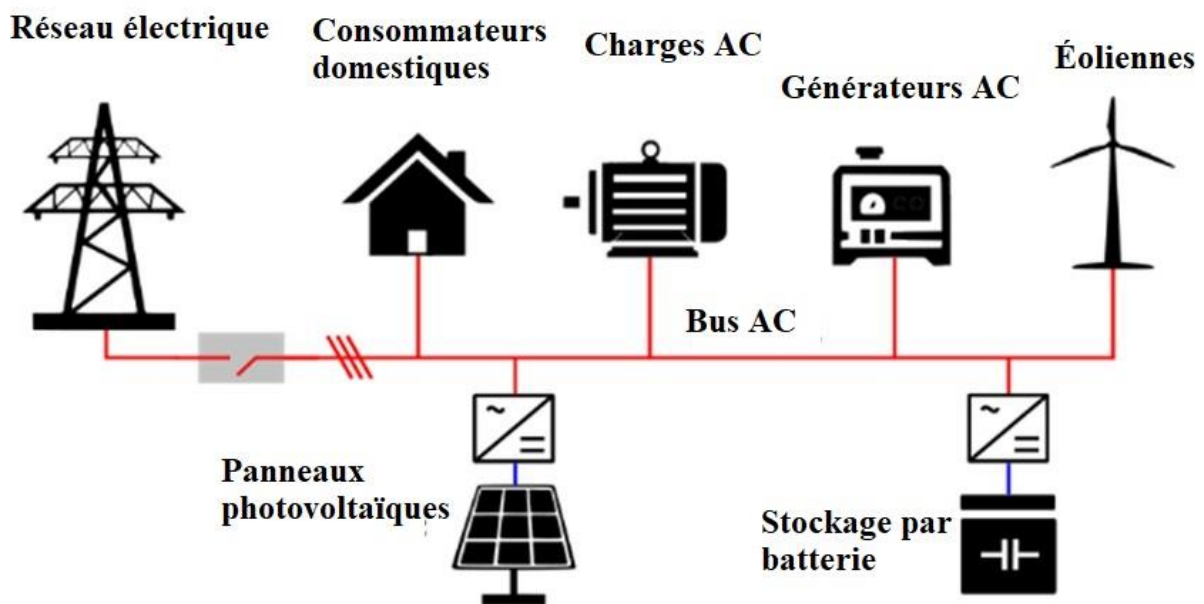 Réseau électrique
Consommateurs
domestiques
Charges AC
Générateurs AC
Éoliennes
Bus AC
Panneaux
photovoltaïques
Stockage par
batterie